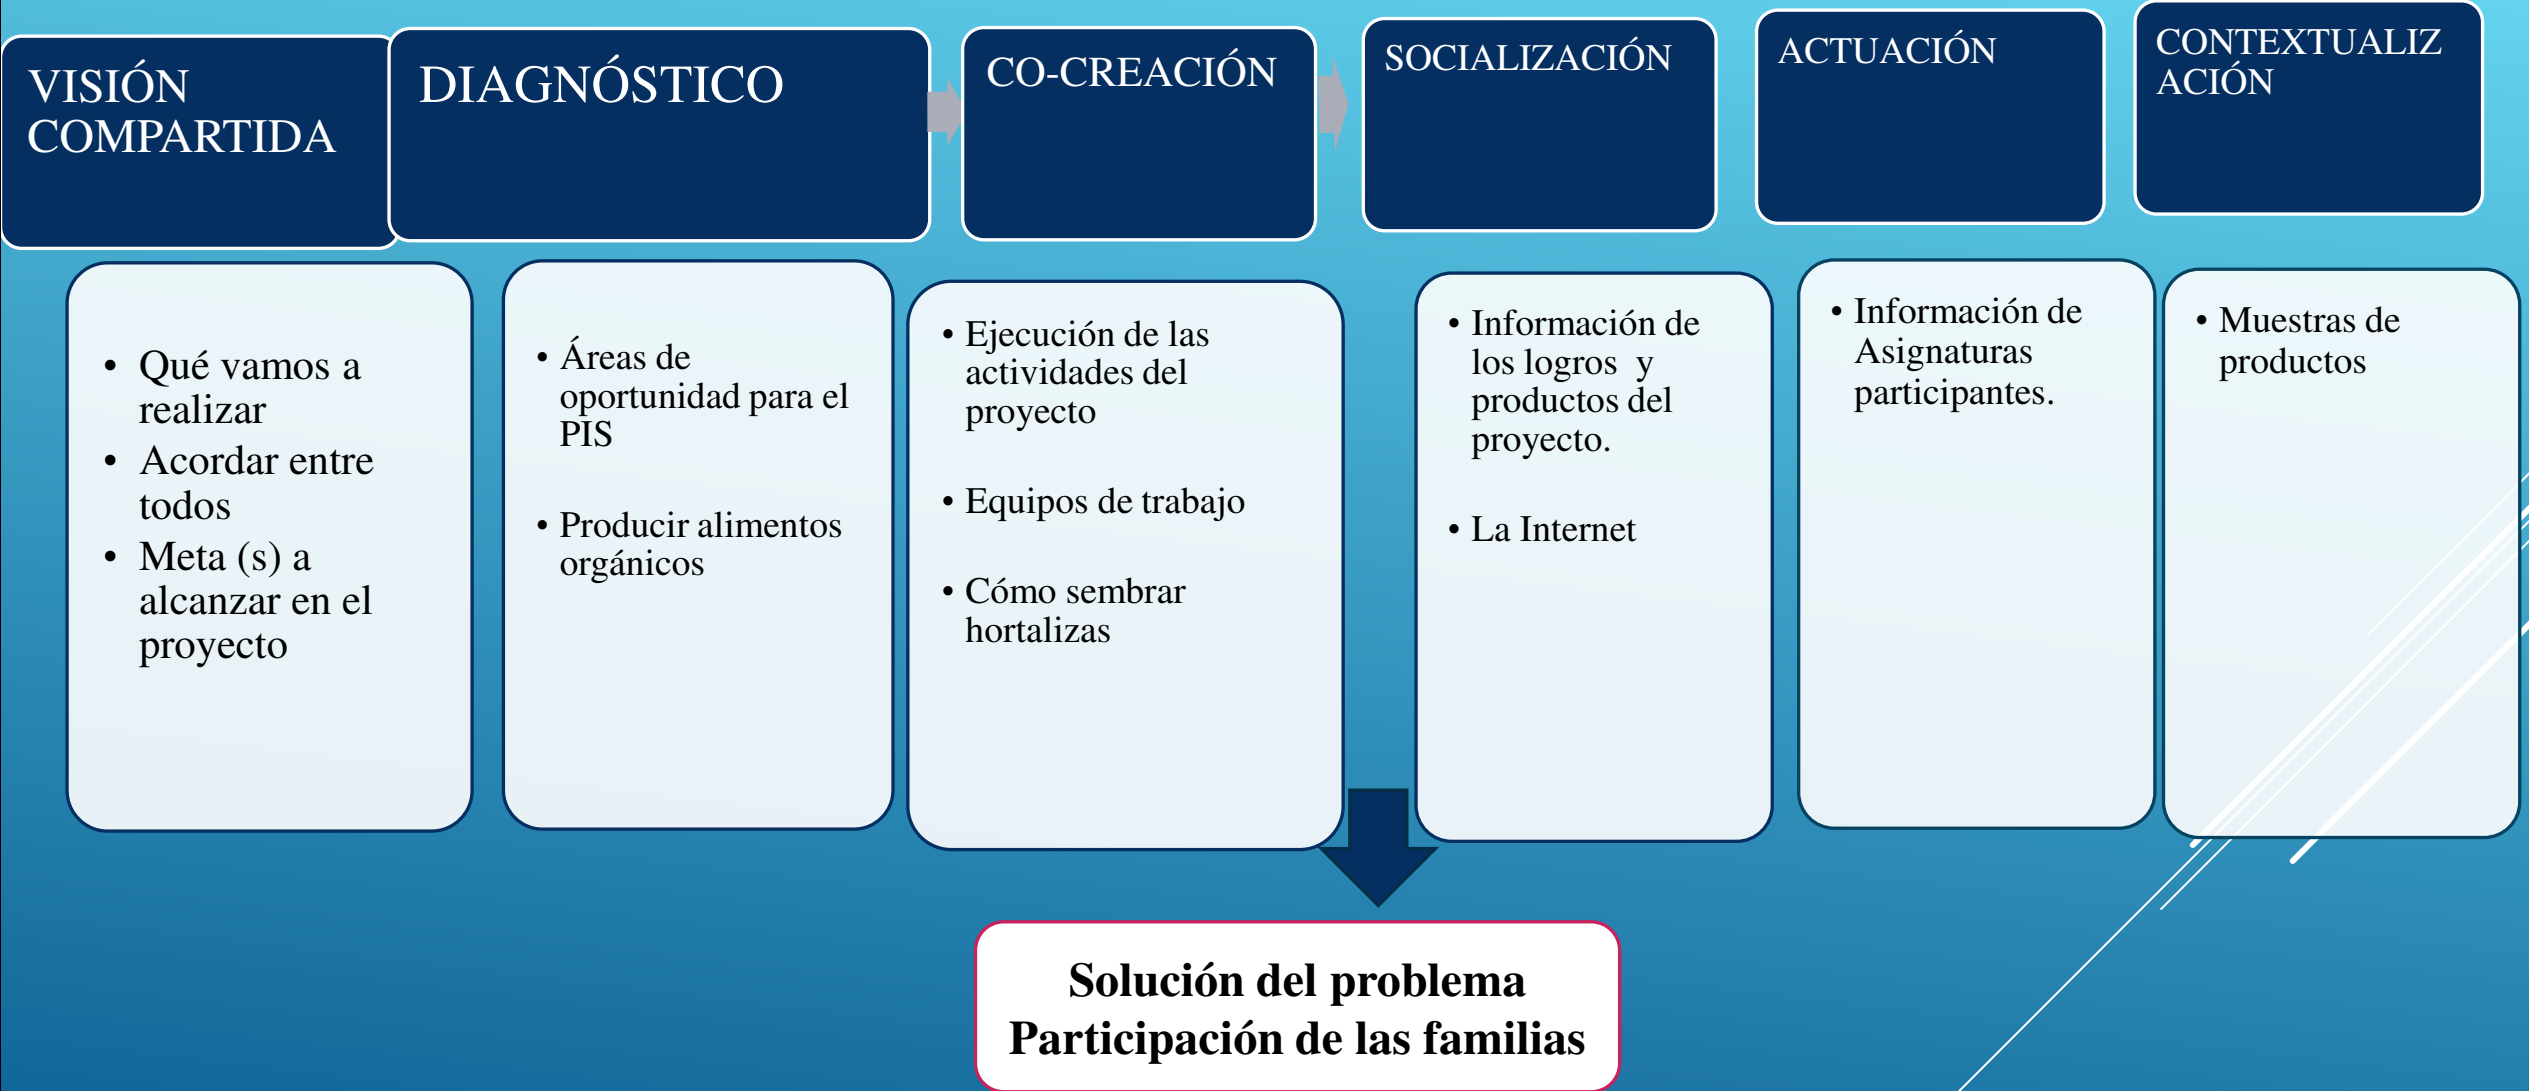 VISIÓN
COMPARTIDA
DIAGNÓSTICO
CO-CREACIÓN
SOCIALIZACIÓN
ACTUACIÓN
CONTEXTUALIZ
ACIÓN
• Qué vamos a
realizar
• Acordar entre
todos
• Meta (s) a
alcanzar en el
proyecto
• Áreas de
oportunidad para el
PIS
• Producir alimentos
orgánicos
• Ejecución de las
actividades del
proyecto
• Equipos de trabajo
• Cómo sembrar
hortalizas
• Información de
los logros y
productos del
proyecto.
• La Internet
• Información de
Asignaturas
participantes.
• Muestras de
productos
Solución del problema
Participación de las familias